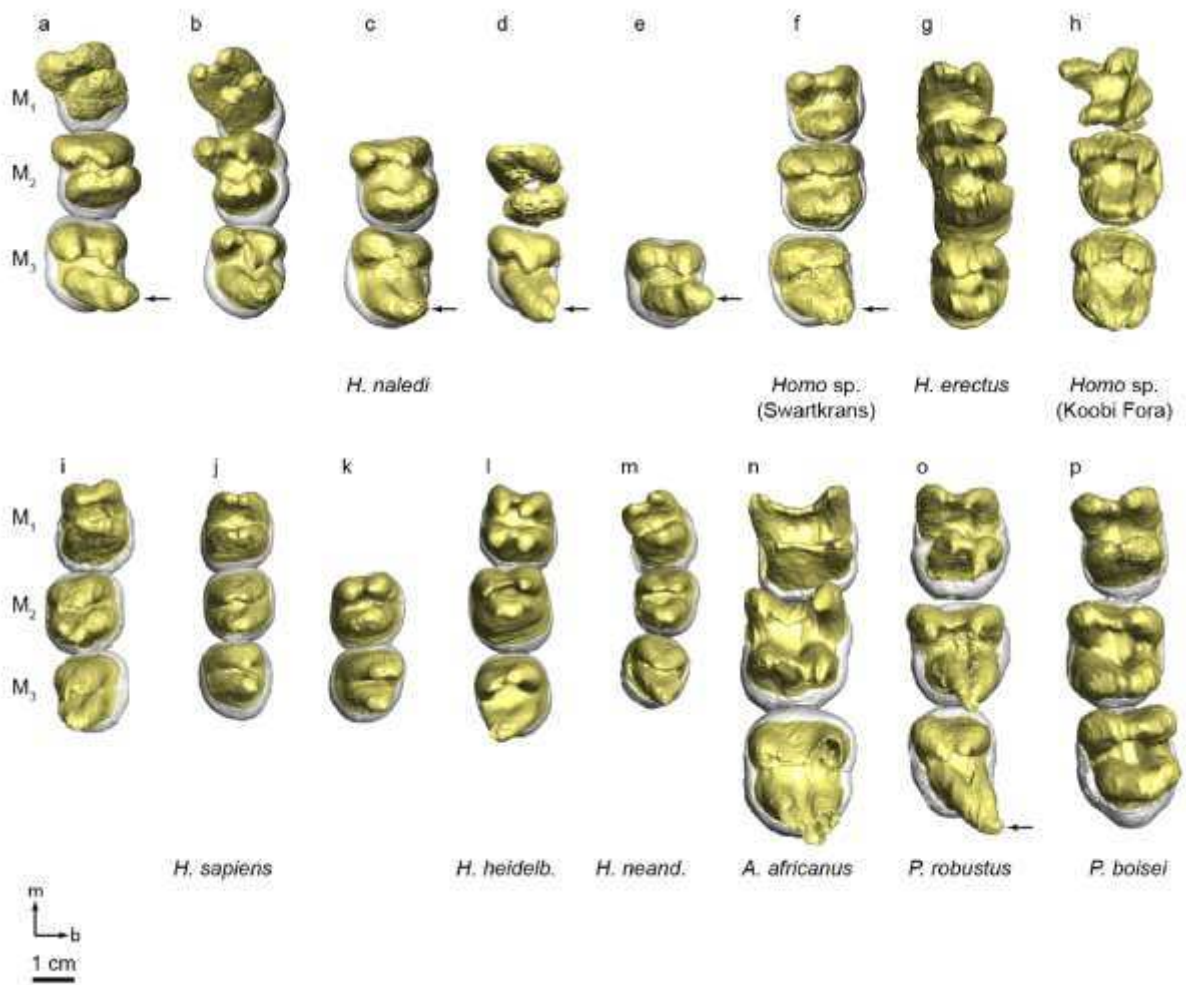 a b c d e f g h
M1
M2
M3
H. naledi
Homo sp.
(Swartkrans)
H. erectus
Homo sp.
(Koobi Fora)
i j k l m n o p
M1
M2
M3
H. sapiens
H. heidelb.
H. neand.
A. africanus
P. robustus
P. boisei
m
b
1 cm